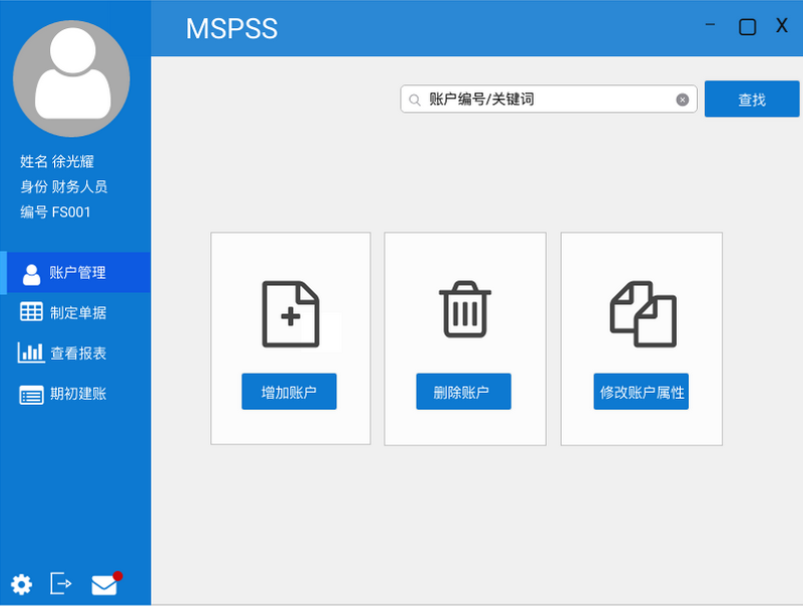 MSPSS
账户编号/关键词
查找
姓名 徐光耀
身份 财务人员
编号 FS001
账户管理
制定单据
查看报表
期初建账
增加账户
删除账户
修改账户属性